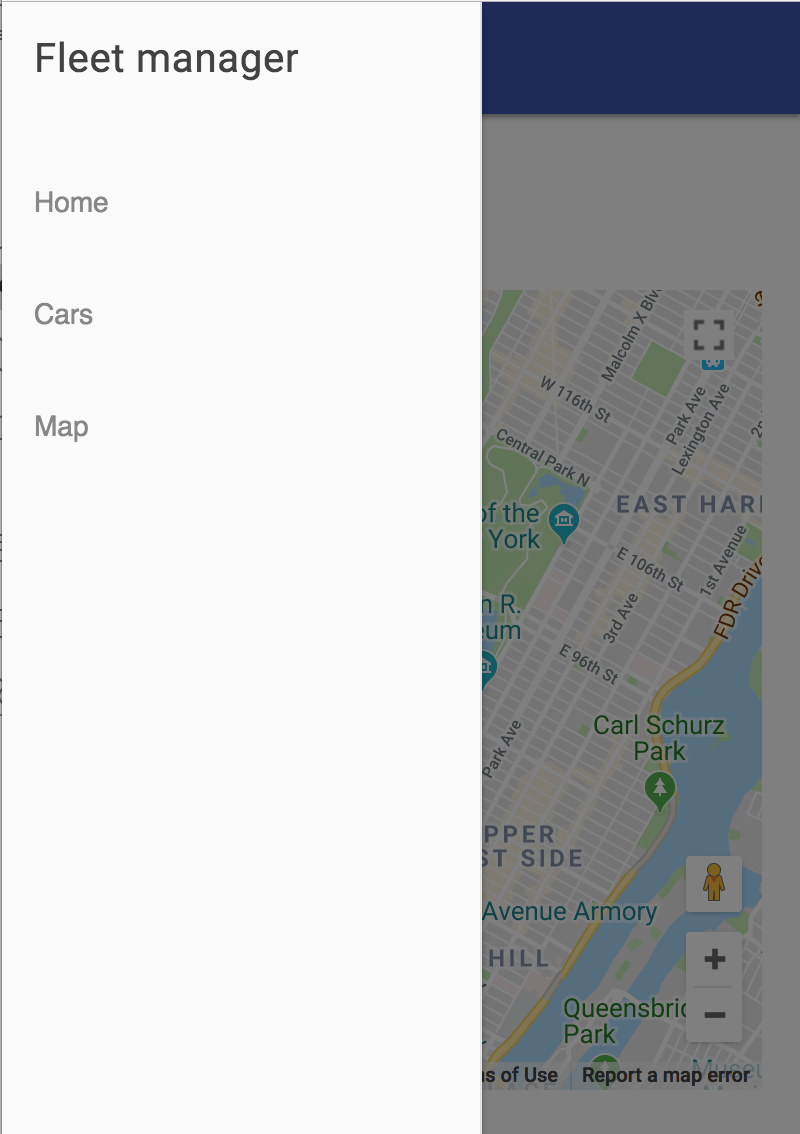 Fleet manager
Home
Cars
Map
Malcolm X Blv
W 116th St
Park Ave
Lexington Ave
Central Park N
EAST HAR
of the
York
E 106th St
1st Avenue
FDR Drive
3rd Ave
n R.
eum
E 96th St
Carl Schurz
Park
Park Ave
PPER
ST SIDE
Avenue Armory
HILL
Queensbri
Park
Museu
ns of Use
Report a map error